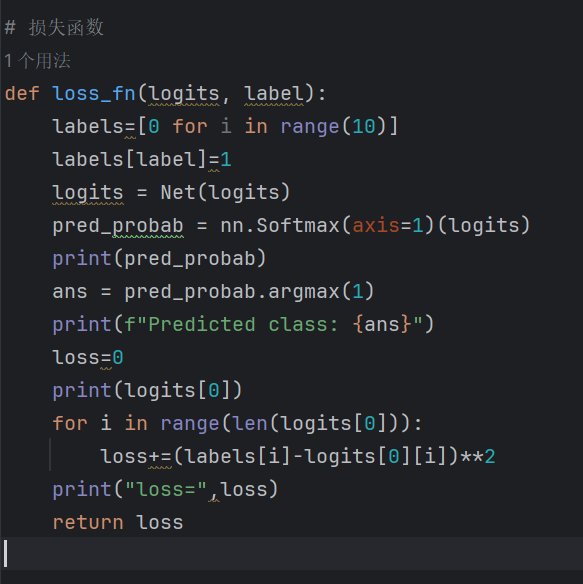 # 损失函数
1 个用法
def loss_fn(logits, label):
    labels=[0 for i in range(10)]
    labels[label]=1
    logits = Net(logits)
    pred_probab = nn.Softmax(axis=1)(logits)
    print(pred_probab)
    ans = pred_probab.argmax(1)
    print(f"Predicted class: {ans}")
    loss=0
    print(logits[0])
    for i in range(len(logits[0])):
        loss+=(labels[i]-logits[0][i])**2
    print("loss=",loss)
    return loss